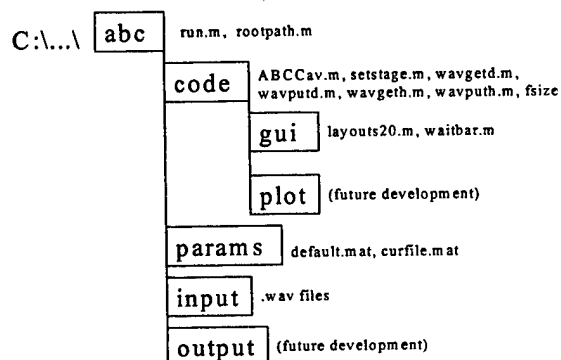 C:\...\ abc run.m, rootpath.m
code ABCCav.m, setstage.m, wavgetd.m,
wavputd.m, wavgeth.m, wavputh.m, fsize
gui layouts20.m, waitbar.m
plot (future development)
params default.mat, curfile.mat
input .wav files
output (future development)